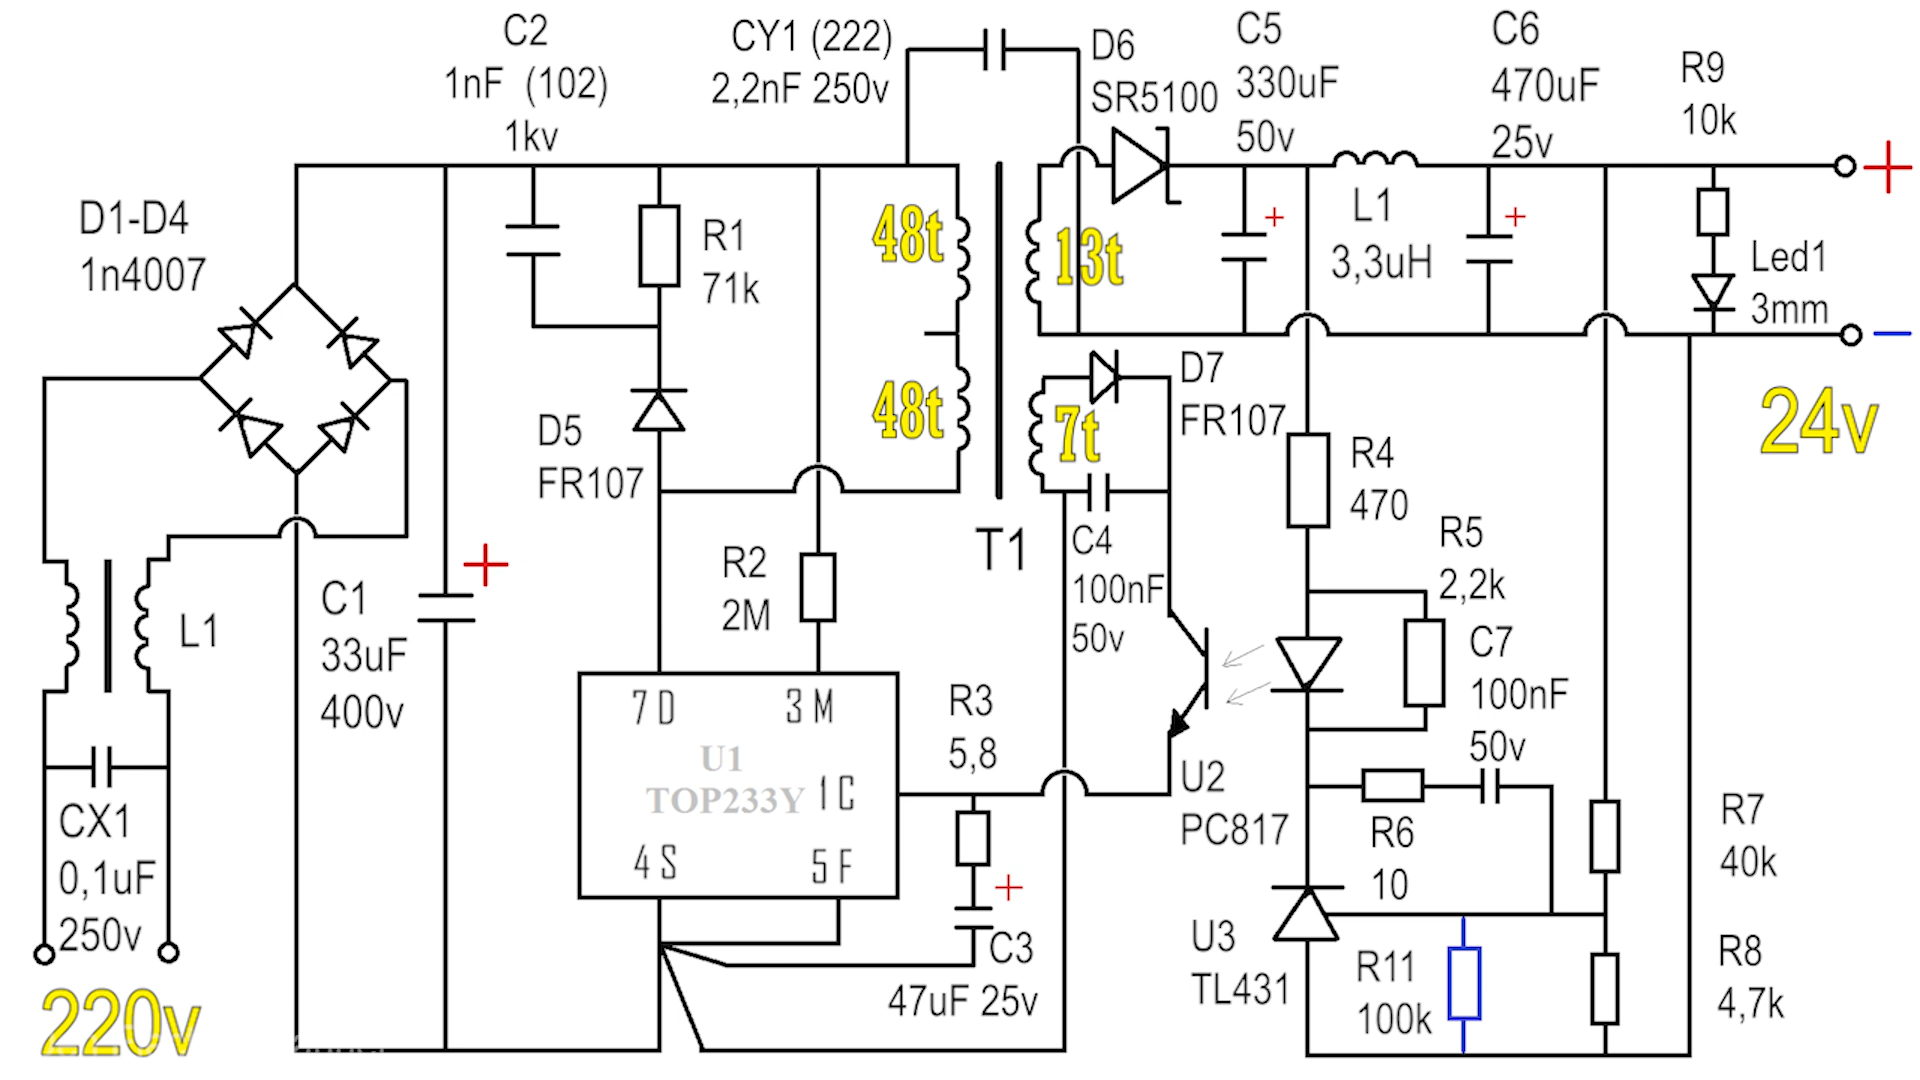 C2
1nF (102)
1kv
CY1 (222)
2,2nF 250v
D6
SR5100
C5
330uF
50v
C6
470uF
25v
R9
10k
+
D1-D4
1n4007
R1
71k
48t
13t
+
L1
3,3uH
+
Led1
3mm
−
D5
FR107
48t
7t
D7
FR107
24v
R4
470
T1
C4
100nF
50v
R5
2,2k
R2
2M
+
C1
33uF
400v
L1
C7
100nF
50v
7 D
3 M
U1
TOP233Y
1 C
4 S
5 F
R3
5,8
U2
PC817
R6
10
R7
40k
CX1
0,1uF
250v
+
C3
47uF 25v
U3
TL431
R11
100k
R8
4,7k
220v